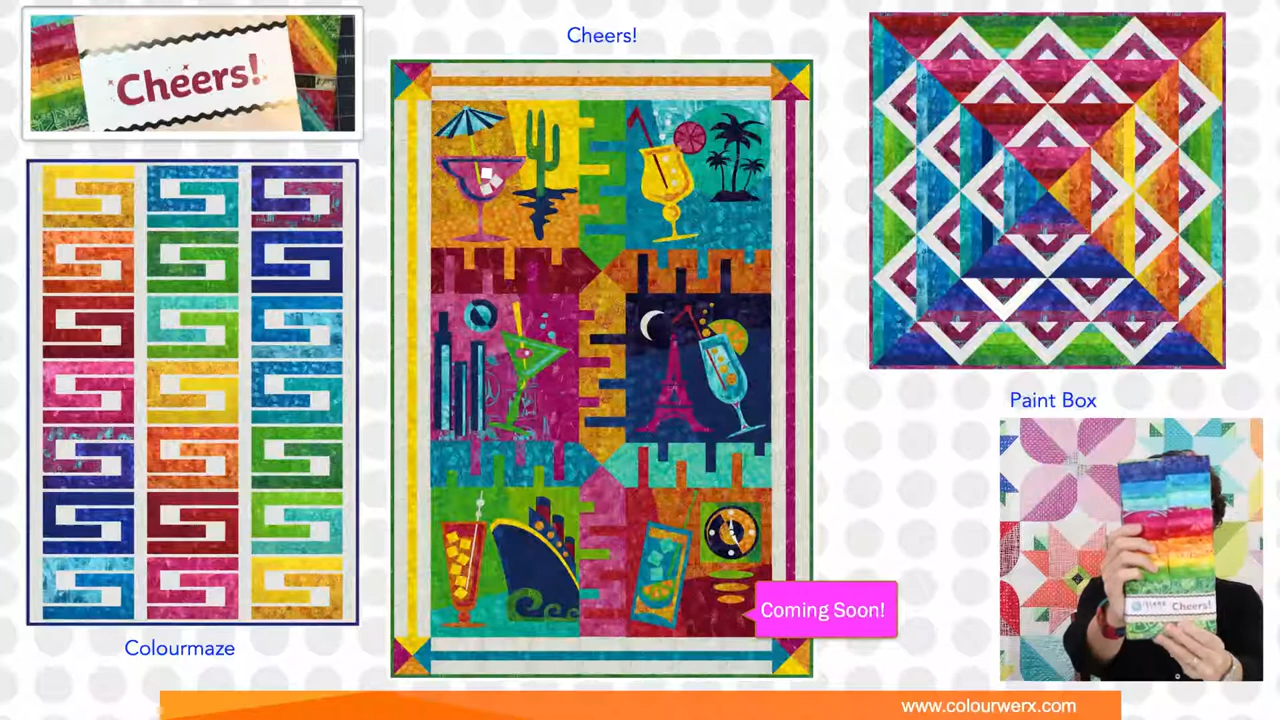 Cheers!
Cheers!
Colourmaze
Paint Box
Cheers!
Coming Soon!
www.colourwerx.com